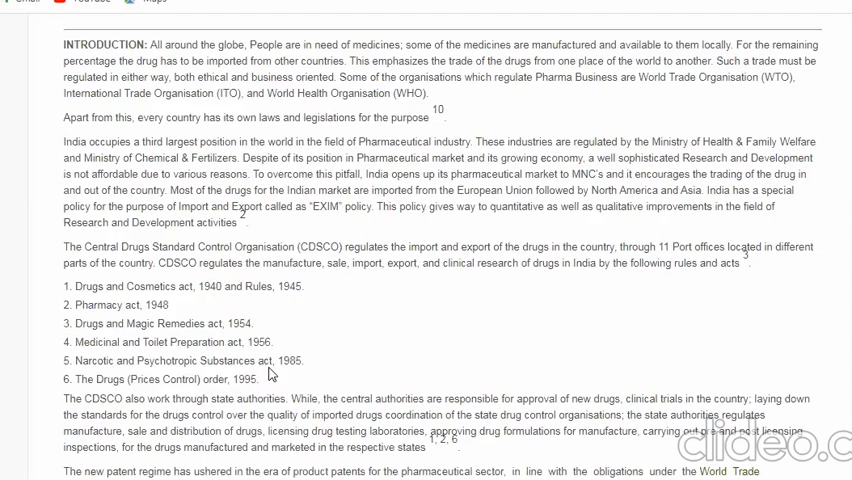 Gmail
YouTube
Maps
INTRODUCTION: All around the globe, People are in need of medicines; some of the medicines are manufactured and available to them locally. For the remaining
percentage the drug has to be imported from other countries. This emphasizes the trade of the drugs from one place of the world to another. Such a trade must be
regulated in either way, both ethical and business oriented. Some of the organisations which regulate Pharma Business are World Trade Organisation (WTO),
International Trade Organisation (ITO), and World Health Organisation (WHO).
Apart from this, every country has its own laws and legislations for the purpose 10.
India occupies a third largest position in the world in the field of Pharmaceutical industry. These industries are regulated by the Ministry of Health & Family Welfare
and Ministry of Chemical & Fertilizers. Despite of its position in Pharmaceutical market and its growing economy, a well sophisticated Research and Development
is not affordable due to various reasons. To overcome this pitfall, India opens up its pharmaceutical market to MNC's and it encourages the trading of the drug in
and out of the country. Most of the drugs for the Indian market are imported from the European Union followed by North America and Asia. India has a special
policy for the purpose of Import and Export called as “EXIM” policy. This policy gives way to quantitative as well as qualitative improvements in the field of
Research and Development activities 2.
The Central Drugs Standard Control Organisation (CDSCO) regulates the import and export of the drugs in the country, through 11 Port offices located in different
parts of the country. CDSCO regulates the manufacture, sale, import, export, and clinical research of drugs in India by the following rules and acts 3.
1. Drugs and Cosmetics act, 1940 and Rules, 1945.
2. Pharmacy act, 1948
3. Drugs and Magic Remedies act, 1954.
4. Medicinal and Toilet Preparation act, 1956.
5. Narcotic and Psychotropic Substances act, 1985.
6. The Drugs (Prices Control) order, 1995.
The CDSCO also work through state authorities. While, the central authorities are responsible for approval of new drugs, clinical trials in the country; laying down
the standards for the drugs control over the quality of imported drugs coordination of the state drug control organisations; the state authorities regulates
manufacture, sale and distribution of drugs, licensing drug testing laboratories, approving drug formulations for manufacture, carrying out pre and post licensing
inspections, for the drugs manufactured and marketed in the respective states 1, 2, 6.
The new patent regime has ushered in the era of product patents for the pharmaceutical sector, in line with the obligations under the World Trade
clideo.com